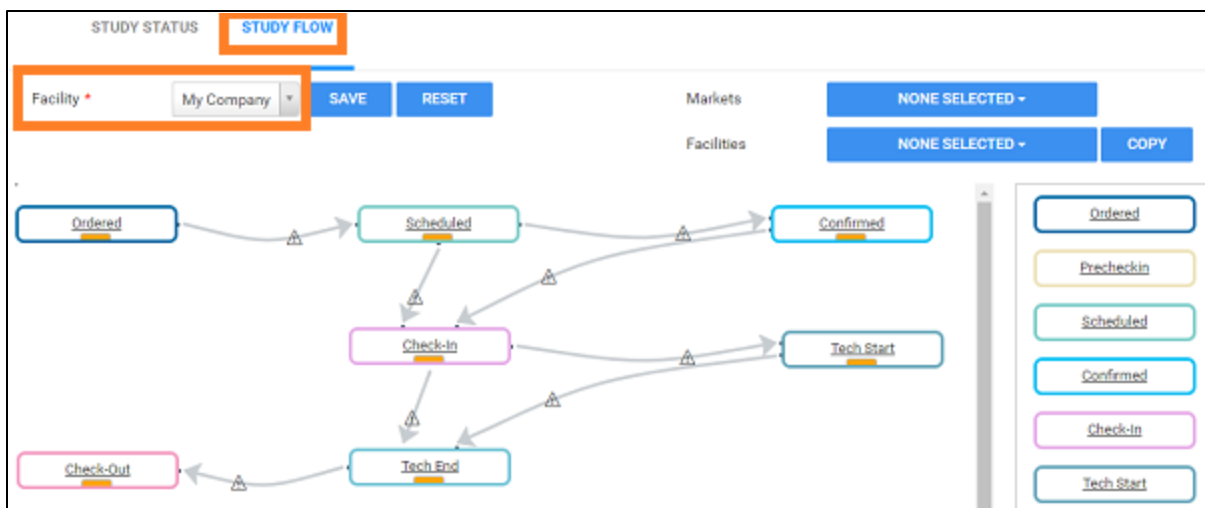 STUDY STATUS STUDY FLOW
Facility * My Company SAVE RESET Markets NONE SELECTED
Facilities NONE SELECTED COPY
Ordered Scheduled Confirmed
Check-In Tech Start
Check-Out Tech End
Ordered
Precheckin
Scheduled
Confirmed
Check-In
Tech Start